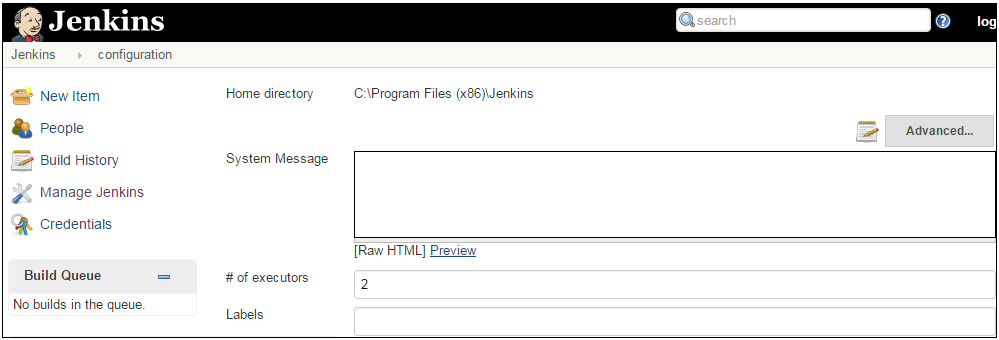 Jenkins
search
log
Jenkins configuration
New Item
People
Build History
Manage Jenkins
Credentials
Build Queue
No builds in the queue.
Home directory C:\Program Files (x86)\Jenkins
Advanced...
System Message
[Raw HTML] Preview
# of executors 2
Labels